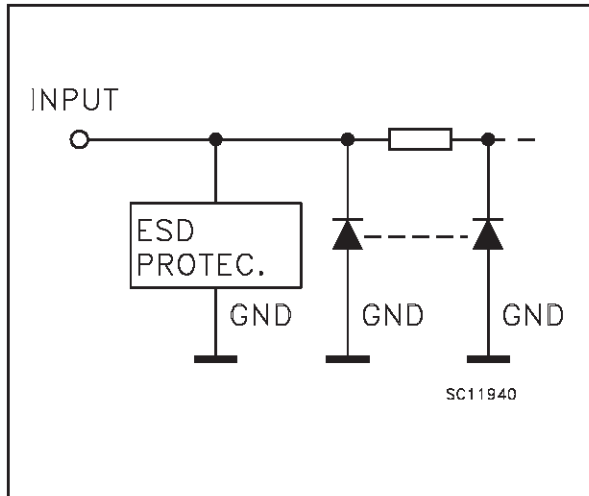 INPUT
ESD
PROTEC.
GND
GND
GND
SC11940